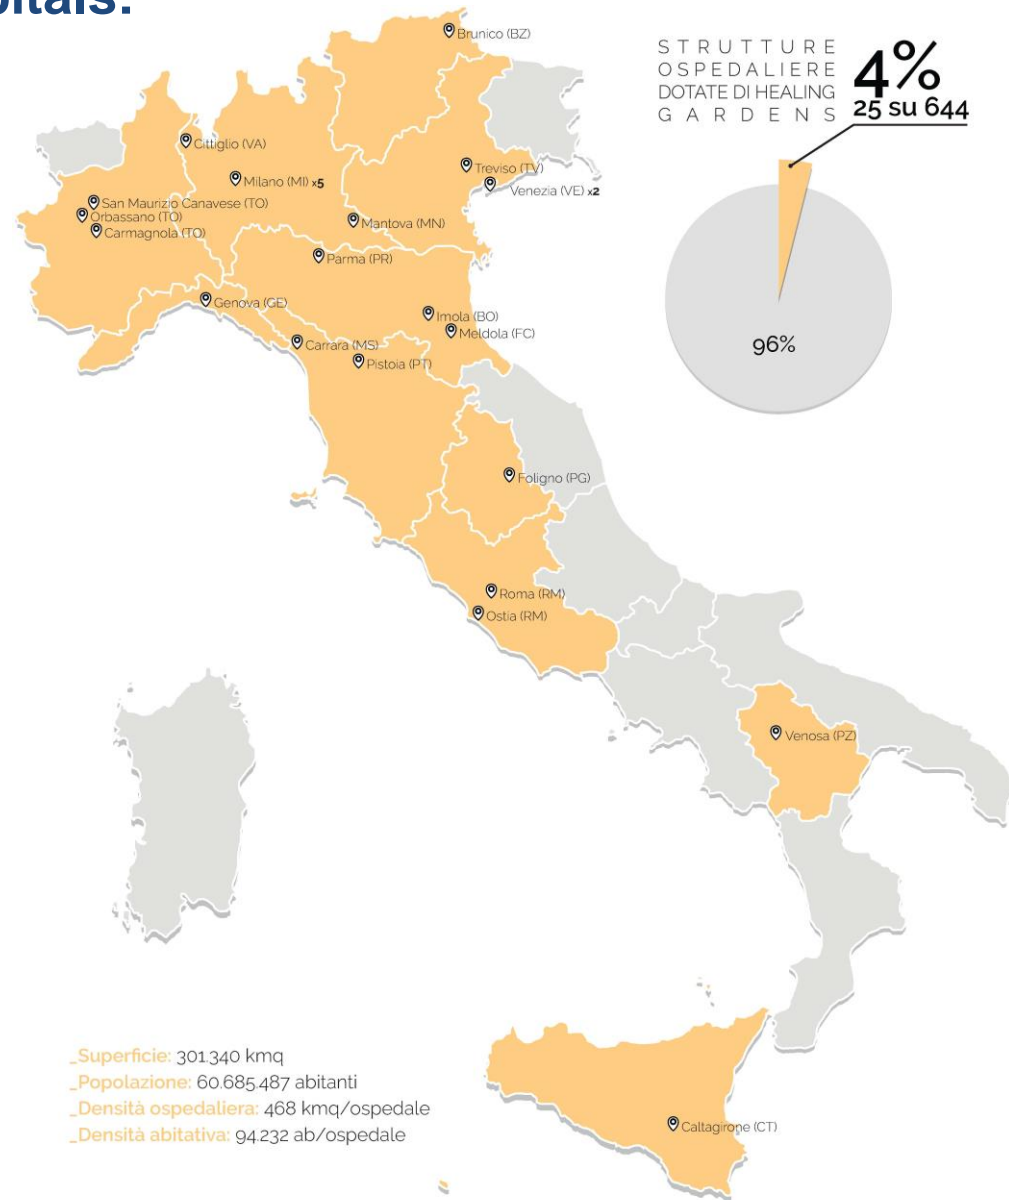 Brunico (BZ)
STRUTTURE
OSPEDALIERE
DOTATE DI HEALING
GARDENS
4%
25 su 644
96%
Cittiglio (VA)
Milano (MI) x5
Treviso (TV)
Venezia (VE) x2
San Maurizio Canavese (TO)
Orbassano (TO)
Carmagnola (TO)
Mantova (MN)
Parma (PR)
Genova (GE)
Imola (BO)
Meldola (FC)
Carrara (MS)
Pistoia (PT)
Foligno (PG)
Roma (RM)
Ostia (RM)
Venosa (PZ)
Caltagirone (CT)
_Superficie: 301.340 kmq
_Popolazione: 60.685.487 abitanti
_Densità ospedaliera: 468 kmq/ospedale
_Densità abitativa: 94.232 ab/ospedale